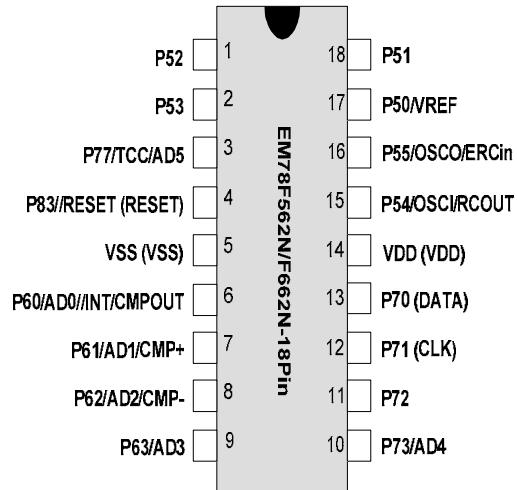 P52 1 18 P51
P53 2 17 P50/VREF
P77/TCC/AD5 3 16 P55/OSCO/ERCin
P83//RESET (RESET) 4 15 P54/OSCI/RCOUT
VSS (VSS) 5 14 VDD (VDD)
P60/AD0//INT/CMPOUT 6 13 P70 (DATA)
P61/AD1/CMP+ 7 12 P71 (CLK)
P62/AD2/CMP- 8 11 P72
P63/AD3 9 10 P73/AD4
EM78F562N/F662N-18Pin